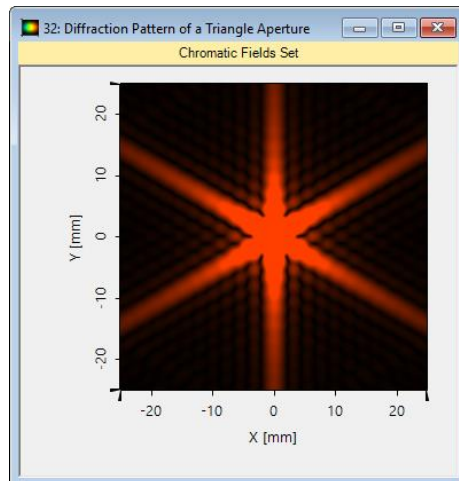 32: Diffraction Pattern of a Triangle Aperture
Chromatic Fields Set
20
10
0
-10
-20
Y [mm]
-20 -10 0 10 20
X [mm]